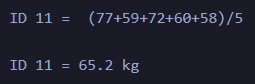 ID 11 =  (77+59+72+60+58)/5
ID 11 = 65.2 kg